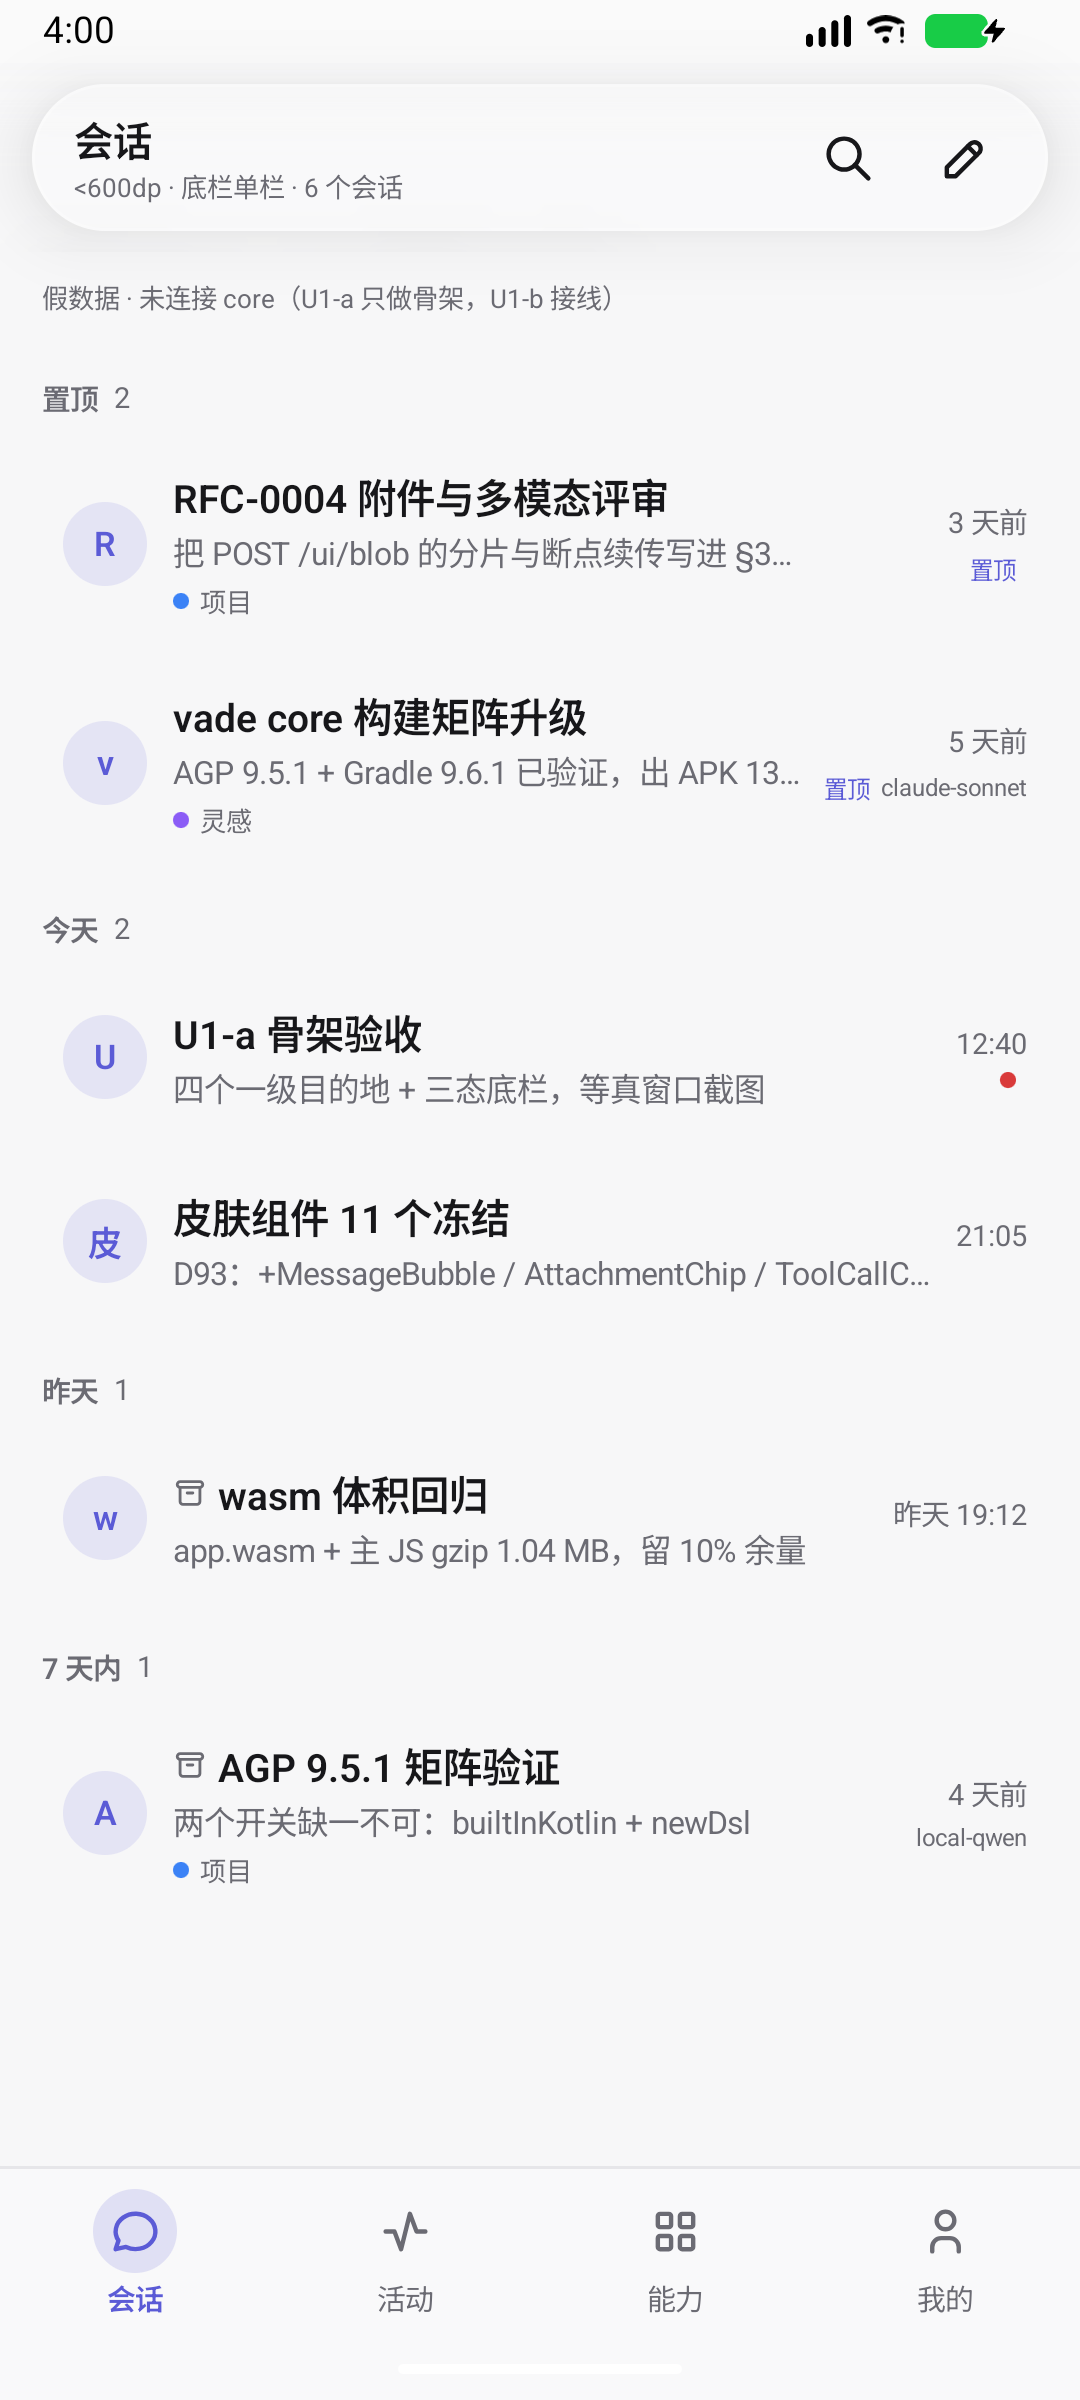 4:00
会话
<600dp · 底栏单栏 · 6 个会话
假数据 · 未连接 core（U1-a 只做骨架，U1-b 接线）
置顶 2
R
RFC-0004 附件与多模态评审
把 POST /ui/blob 的分片与断点续传写进 §3…
项目
3 天前
置顶
v
vade core 构建矩阵升级
AGP 9.5.1 + Gradle 9.6.1 已验证，出 APK 13…
灵感
5 天前
置顶 claude-sonnet
今天 2
U
U1-a 骨架验收
四个一级目的地 + 三态底栏，等真窗口截图
12:40
皮
皮肤组件 11 个冻结
D93：+MessageBubble / AttachmentChip / ToolCallC…
21:05
昨天 1
w
wasm 体积回归
app.wasm + 主 JS gzip 1.04 MB，留 10% 余量
昨天 19:12
7 天内 1
A
AGP 9.5.1 矩阵验证
两个开关缺一不可：builtInKotlin + newDsl
项目
4 天前
local-qwen
会话
活动
能力
我的